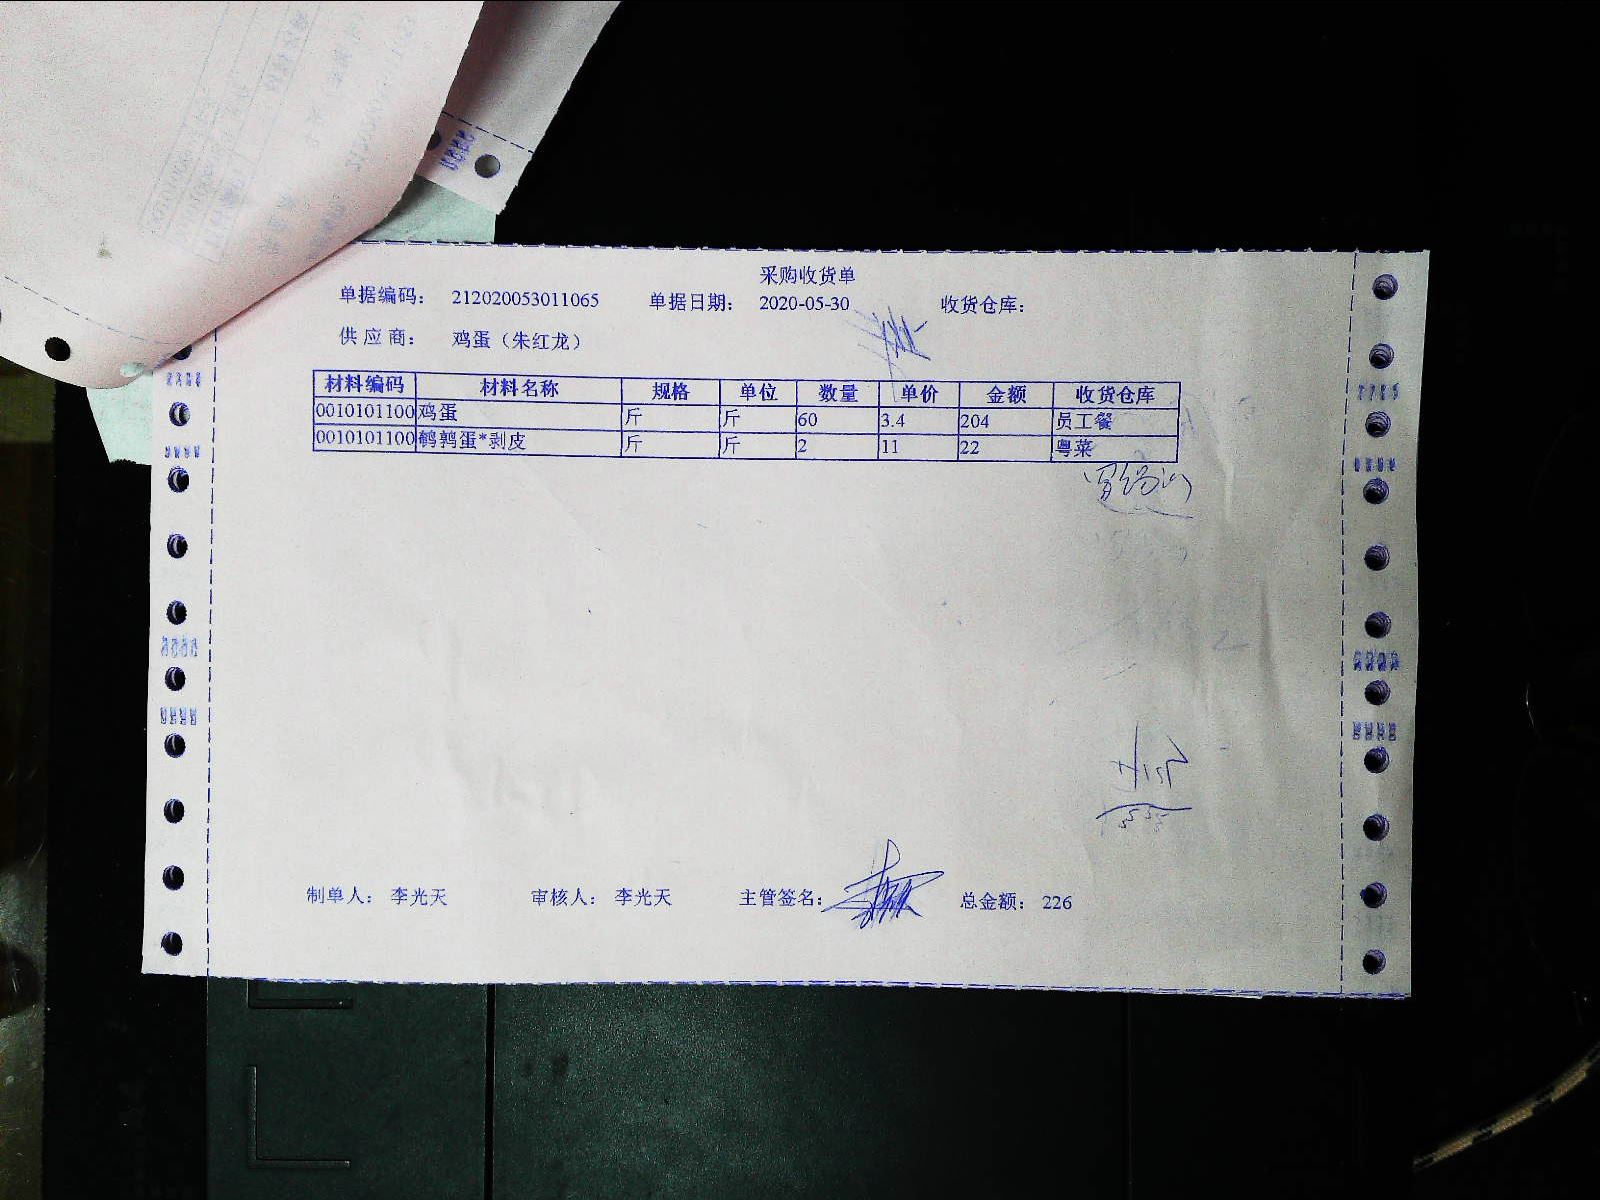 采购收货单
单据编码： 212020053011065 单据日期： 2020-05-30 收货仓库：
供 应 商： 鸡蛋（朱红龙）
材料编码 材料名称 规格 单位 数量 单价 金额 收货仓库
0010101100 鸡蛋 斤 斤 60 3.4 204 员工餐
0010101100 鹌鹑蛋*剥皮 斤 斤 2 11 22 粤菜
制单人： 李光天 审核人： 李光天 主管签名： 总金额： 226